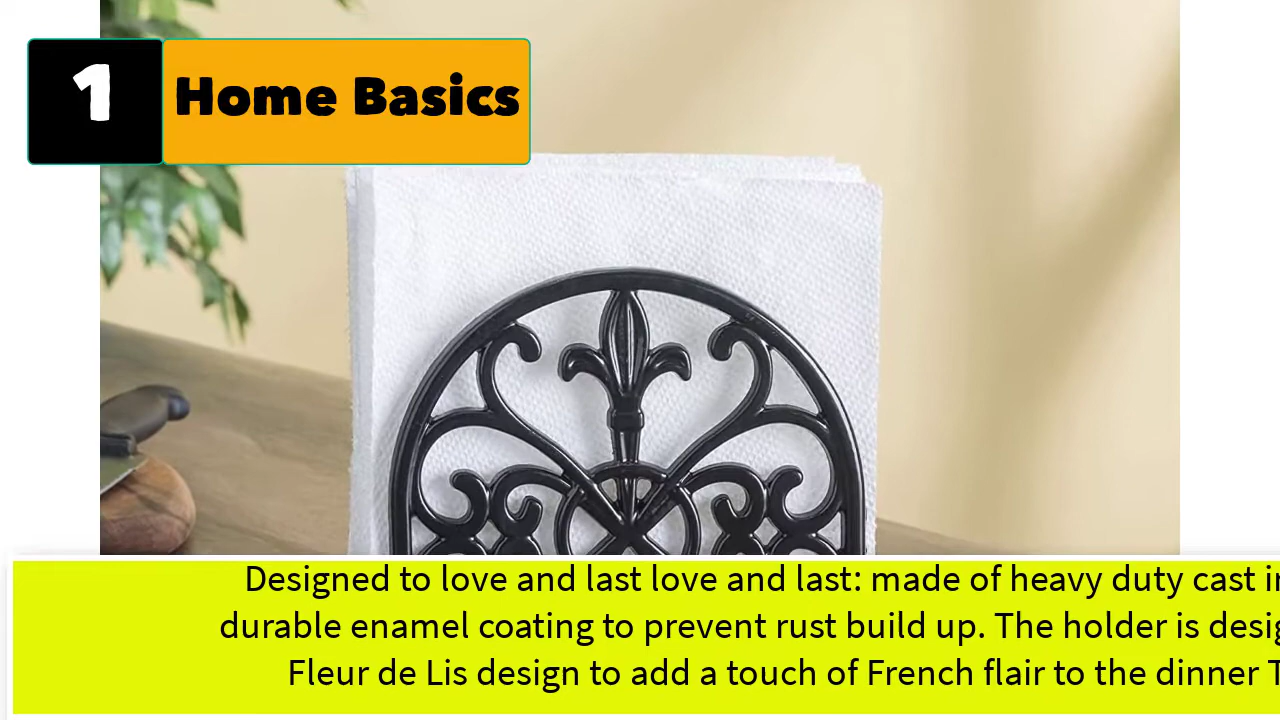 1
Home Basics
Designed to love and last love and last: made of heavy duty cast
durable enamel coating to prevent rust build up. The holder is
Fleur de Lis design to add a touch of French flair to the dinner